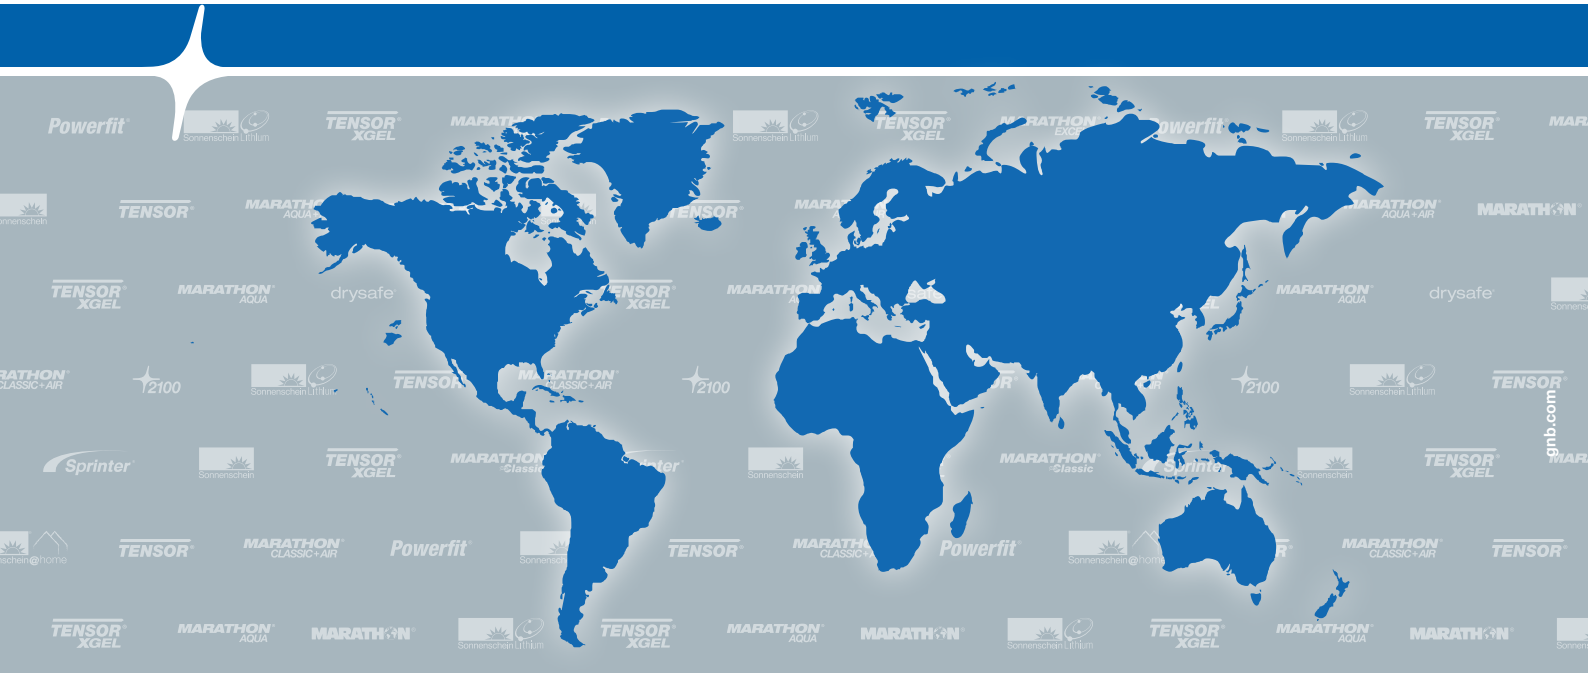 Powerfit®
Sonnenschein Lithium
TENSOR®
XGEL
MARATHON
Sonnenschein Lithium
TENSOR®
XGEL
MARATHON
Powerfit®
Sonnenschein Lithium
TENSOR®
XGEL
TENSOR®
MARATHON
TENSOR®
MARATHON®
AQUA+AIR
MARATHON®
TENSOR®
XGEL
MARATHON®
AQUA
drysafe®
MARATHON®
AQUA
drysafe®
CLASSIC+AIR
2100
Sonnenschein Lithium
TENSOR
MARATHON
CLASSIC+AIR
2100
2100
Sonnenschein Lithium
TENSOR®
gnb.com
Sprinter®
Sonnenschein
TENSOR®
XGEL
MARATHON
Classic
Sonnenschein
MARATHON®
Classic
Sprinter
Sonnenschein
TENSOR®
XGEL
TENSOR®
MARATHON®
CLASSIC+AIR
Powerfit®
TENSOR®
Powerfit®
Sonnenschein@home
MARATHON®
CLASSIC+AIR
TENSOR®
TENSOR®
XGEL
MARATHON®
AQUA
MARATHON®
Sonnenschein Lithium
TENSOR®
XGEL
MARATHON®
AQUA
MARATHON®
Sonnenschein Lithium
TENSOR®
XGEL
MARATHON®
AQUA
MARATHON®